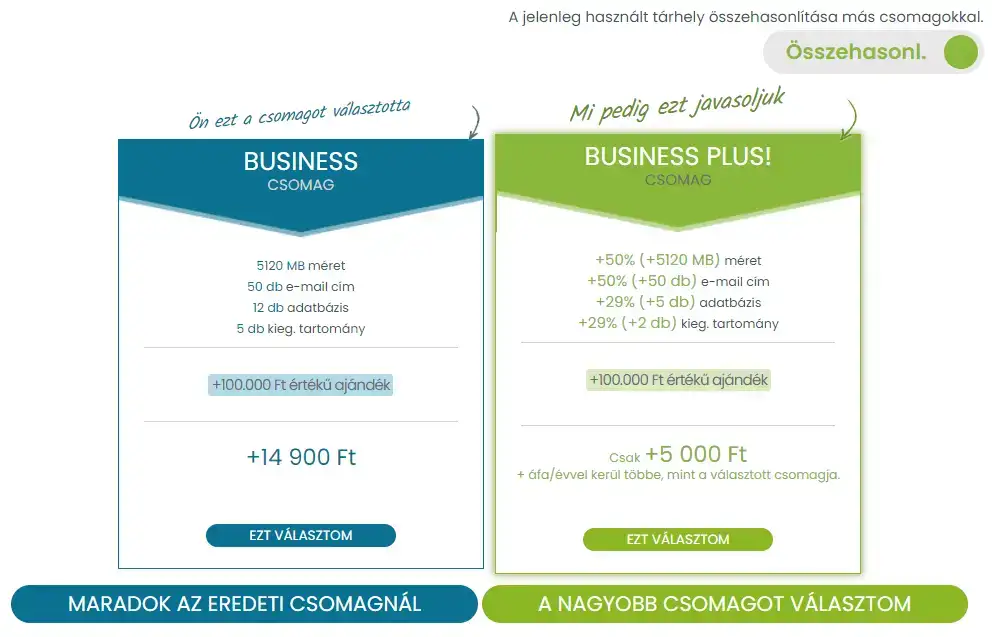 A jelenleg használt tárhely összehasonlítása más csomagokkal.
Összehasonl.
Ön ezt a csomagot választotta
BUSINESS
CSOMAG
5120 MB méret
50 db e-mail cím
12 db adatbázis
5 db kieg. tartomány
+100.000 Ft értékű ajándék
+14 900 Ft
EZT VÁLASZTOM
MARADOK AZ EREDETI CSOMAGNÁL
Mi pedig ezt javasoljuk
BUSINESS PLUS!
CSOMAG
+50% (+5120 MB) méret
+50% (+50 db) e-mail cím
+29% (+5 db) adatbázis
+29% (+2 db) kieg. tartomány
+100.000 Ft értékű ajándék
Csak +5 000 Ft
+ áfa/évvel kerül többe, mint a választott csomagja.
EZT VÁLASZTOM
A NAGYOBB CSOMAGOT VÁLASZTOM